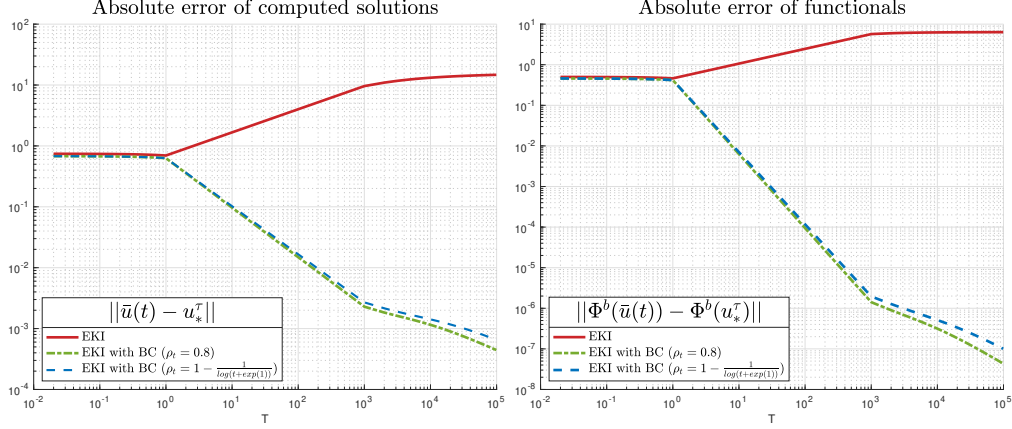 Absolute error of computed solutions
10^2
10^1
10^0
10^-1
10^-2
10^-3
10^-4
||ū(t) − u_*^τ||
EKI
EKI with BC (ρ_t = 0.8)
EKI with BC (ρ_t = 1 − 1/log(t+exp(1)))
10^-2 10^-1 10^0 10^1 10^2 10^3 10^4 10^5
T
Absolute error of functionals
10^1
10^0
10^-1
10^-2
10^-3
10^-4
10^-5
10^-6
10^-7
10^-8
||Φ^b(ū(t)) − Φ^b(u_*^τ)||
EKI
EKI with BC (ρ_t = 0.8)
EKI with BC (ρ_t = 1 − 1/log(t+exp(1)))
10^-2 10^-1 10^0 10^1 10^2 10^3 10^4 10^5
T